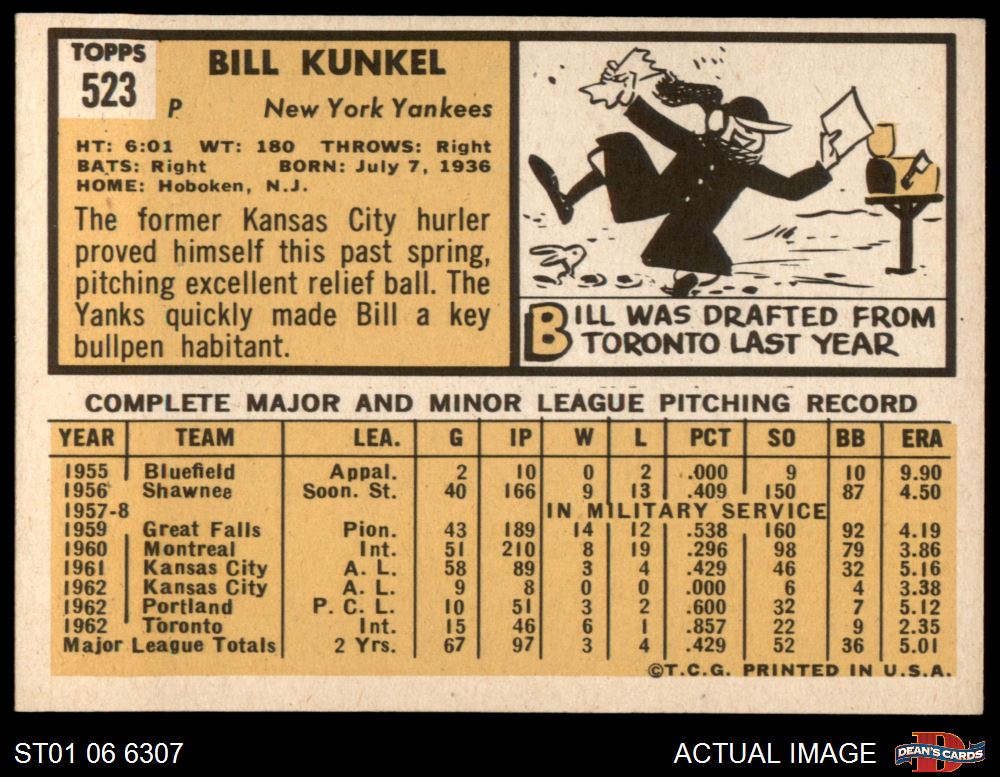 TOPPS
523
BILL KUNKEL
P New York Yankees
HT: 6:01 WT: 180 THROWS: Right
BATS: Right BORN: July 7, 1936
HOME: Hoboken, N.J.
The former Kansas City hurler
proved himself this past spring,
pitching excellent relief ball. The
Yanks quickly made Bill a key
bullpen habitant.
BILL WAS DRAFTED FROM
TORONTO LAST YEAR
COMPLETE MAJOR AND MINOR LEAGUE PITCHING RECORD
YEAR TEAM LEA. G IP W L PCT SO BB ERA
1955 Bluefield Appal. 2 10 0 2 .000 9 10 9.90
1956 Shawnee Soon. St. 40 166 9 13 .409 150 87 4.50
1957-8 IN MILITARY SERVICE
1959 Great Falls Pion. 43 189 14 12 .538 160 92 4.19
1960 Montreal Int. 51 210 8 19 .296 98 79 3.86
1961 Kansas City A. L. 58 89 3 4 .429 46 32 5.16
1962 Kansas City A. L. 9 8 0 0 .000 6 4 3.38
1962 Portland P. C. L. 10 51 3 2 .600 32 7 5.12
1962 Toronto Int. 15 46 6 1 .857 22 9 2.35
Major League Totals 2 Yrs. 67 97 3 4 .429 52 36 5.01
©T.C.G. PRINTED IN U.S.A.
ST01 06 6307
ACTUAL IMAGE
DEAN'S CARDS